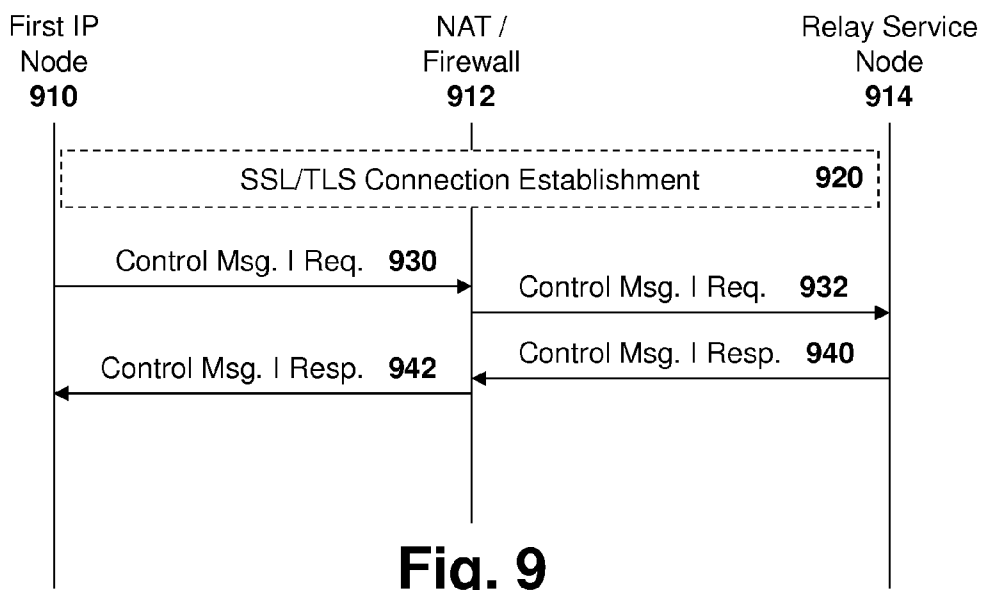 First IP
Node
910
NAT /
Firewall
912
Relay Service
Node
914
SSL/TLS Connection Establishment 920
Control Msg. I Req. 930
Control Msg. I Req. 932
Control Msg. I Resp. 940
Control Msg. I Resp. 942
Fig. 9